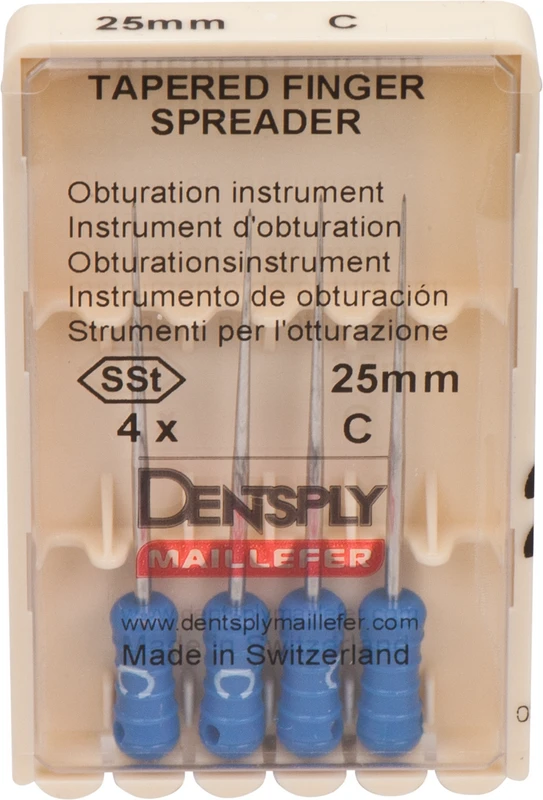 25mm C
TAPERED FINGER
SPREADER
Obturation instrument
Instrument d'obturation
Obturationsinstrument
Instrumento de obturación
Strumenti per l'otturazione
SSt 25mm
4 x C
DENTSPLY
MAILLEFER
www.dentsplymaillefer.com
Made in Switzerland
C C C